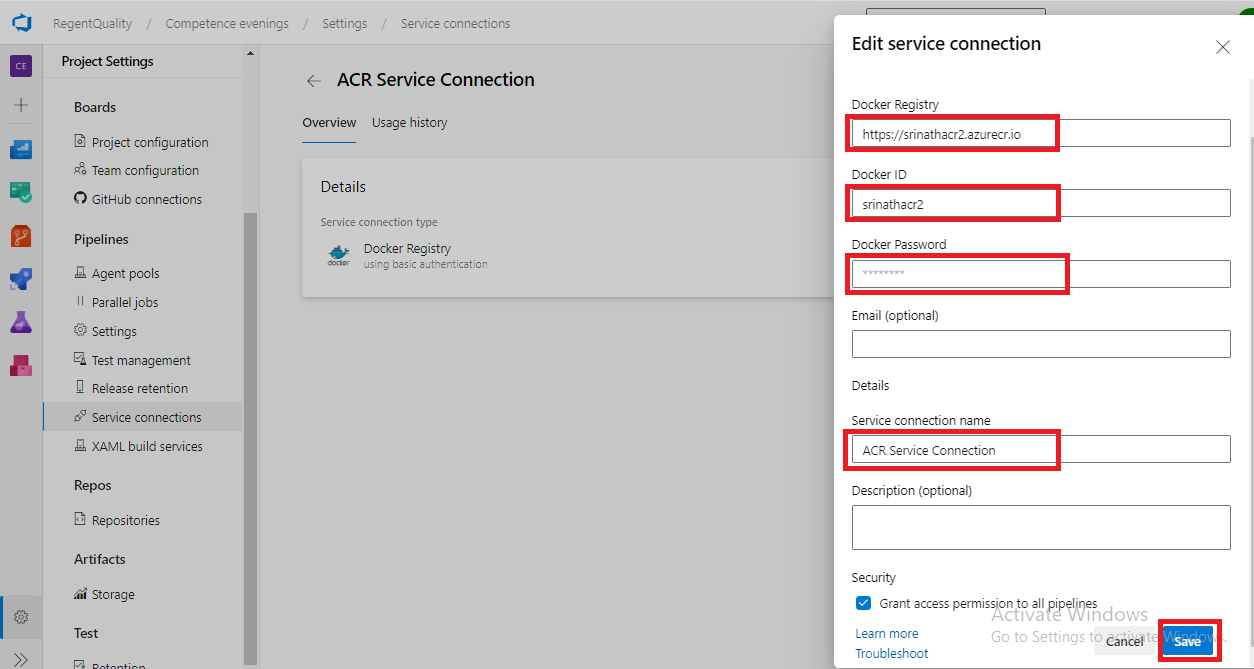 RegentQuality / Competence evenings / Settings / Service connections
CE
Project Settings
Boards
Project configuration
Team configuration
GitHub connections
Pipelines
Agent pools
Parallel jobs
Settings
Test management
Release retention
Service connections
XAML build services
Repos
Repositories
Artifacts
Storage
Test
Retention
ACR Service Connection
Overview Usage history
Details
Service connection type
docker
Docker Registry
using basic authentication
Edit service connection
Docker Registry
https://srinathacr2.azurecr.io
Docker ID
srinathacr2
Docker Password
********
Email (optional)
Details
Service connection name
ACR Service Connection
Description (optional)
Security
Grant access permission to all pipelines
Learn more
Troubleshoot
Cancel Save
Activate Windows
Go to Settings to activate Windows.